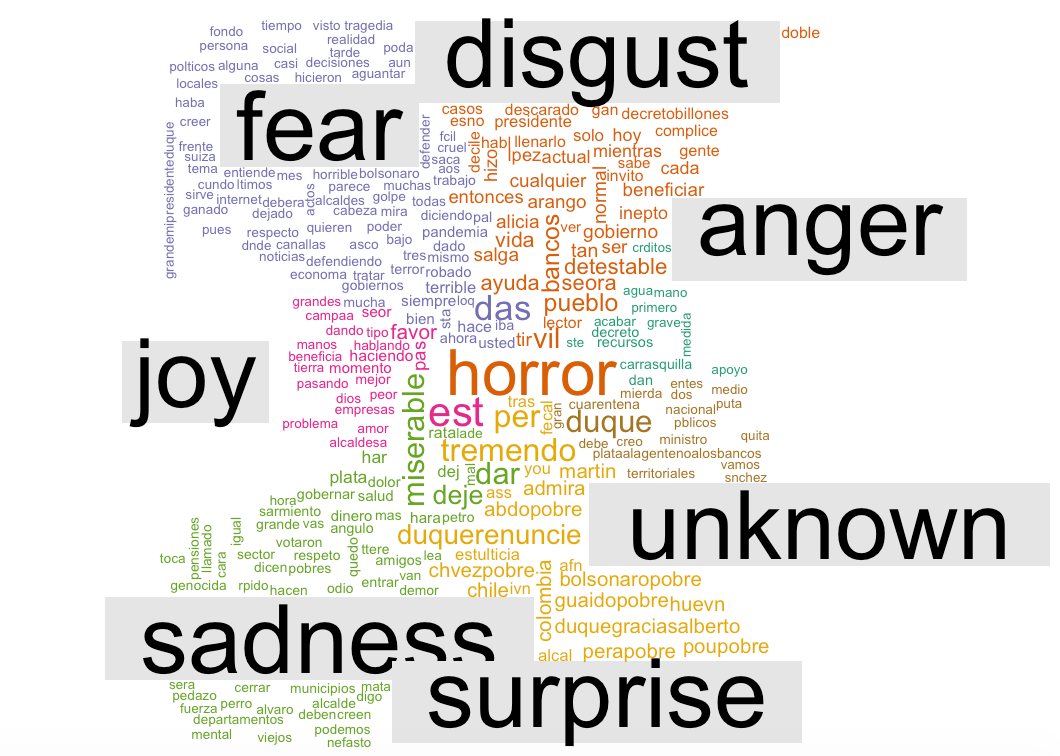 fondo tiempo visto tragedia
persona social realidad
tarde poda
polticos alguna casi decisiones aun
locales cosas hicieron aguantar
disgust
doble
haba
fear
creer
frente
suiza
tema entiende mes horrible bolsonaro
cundo ltimos
sirve internet debera actos parece muchas
alcaldes golpe todas
ganado dejado cabeza mira
pues respecto quieren poder
dnde canallas asco bajo
noticias defendiendo
economa tratar terror robado
gobiernos
grandemipresidenteduque
defender
fcil
cruel
saca
aos
trabajo
diciendo pal
pandemia
dado
tres mismo
terrible
siempre loq
das
bien sta hace iba
ahora usted
casos descarado gan decretobillones
esno presidente
decile habl llenarlo solo hoy complice
hizo lpez actual mientras gente
sabe cada
cualquier normal invito
entonces arango beneficiar
alicia inepto
vida bancos ver gobierno
salga tan ser
detestable
ayuda seora
pueblo
lector
tir vil
horror
anger
crditos
agua mano
primero
acabar grave medida
decreto
ste recursos
carrasquilla
dan apoyo
grandes mucha
campaa seor
dando tipo favor
manos hablando
beneficia haciendo pas
tierra momento
pasando mejor
dios peor
empresas
problema amor
alcaldesa
est
joy
mierda entes medio
dos
cuarentena puta
gran nacional
duque pblicos
debe creo ministro quita
plataalagentenoalosbancos
vamos
territoriales snchez
unknown
tras
per fecal
tremendo
you martin
ass admira
abdopobre
duquerenuncie
estulticia
chvezpobre afn
bolsonaropobre
chile ivn colombia
guaidopobre huevn
duquegraciasalberto
alcal perapobre poupobre
surprise
miserable
rata lade
har
plata dolor dej mal dar
hora gobernar salud deje
sarmiento
grande vas dinero mas hara petro
pensiones llamado igual angulo
votaron quedo ttere
toca cara sector respeto amigos lea
dicen pobres
genocida rpido hacen odio entrar van
demor
sadness
sera cerrar municipios mata
pedazo digo
fuerza perro alvaro alcalde
departamentos deben creen
mental viejos podemos
nefasto